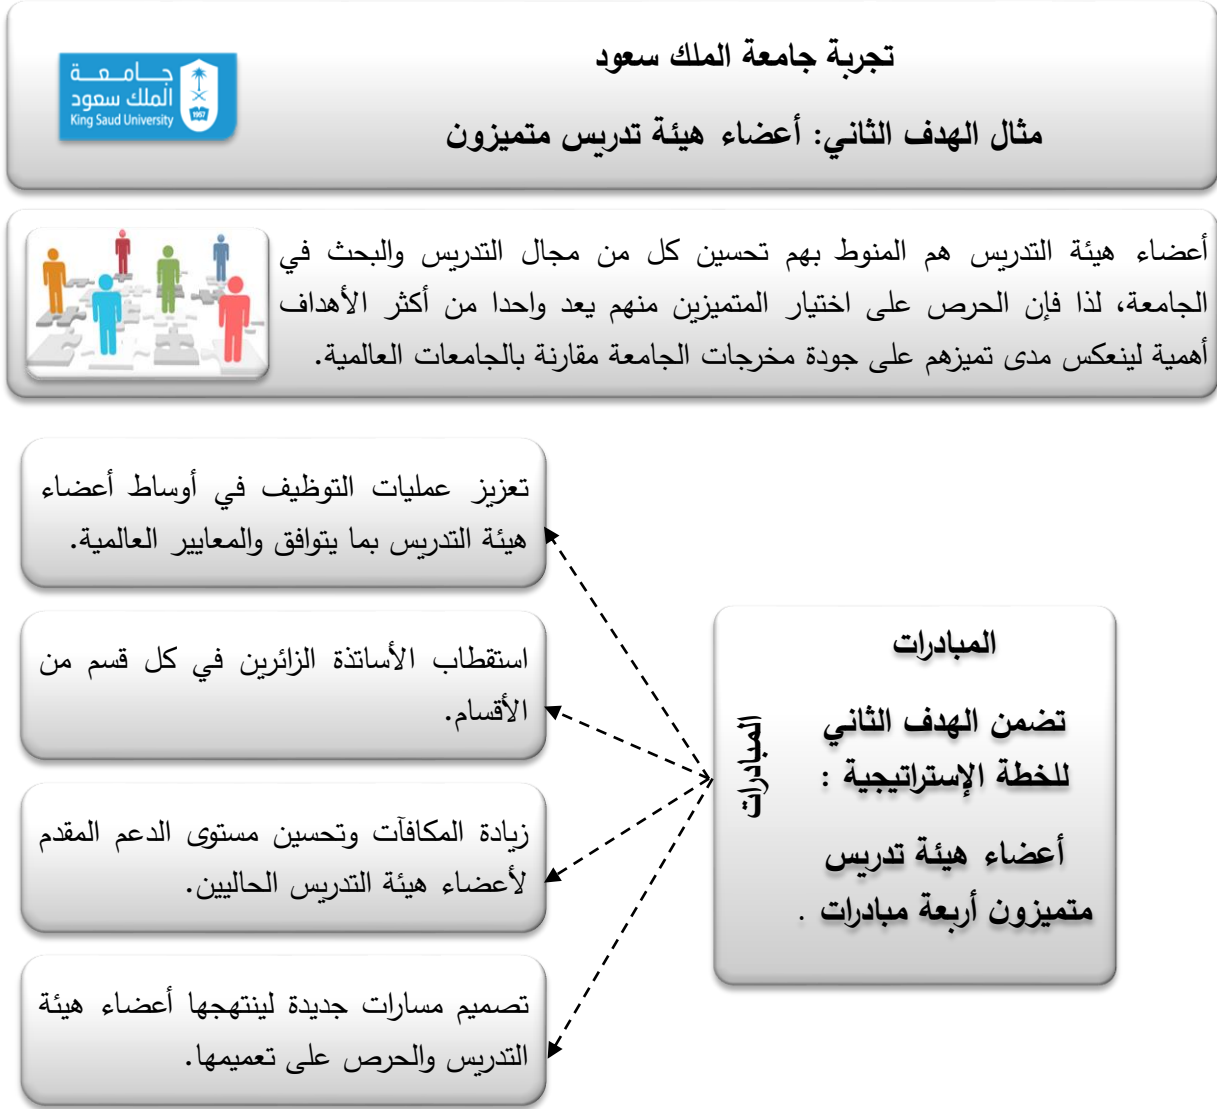 تجربة جامعة الملك سعود
مثال الهدف الثاني: أعضاء هيئة تدريس متميزون
جـــامـعـــة
الملك سعود
King Saud University
1957
أعضاء هيئة التدريس هم المنوط بهم تحسين كل من مجال التدريس والبحث في
الجامعة، لذا فإن الحرص على اختيار المتميزين منهم يعد واحدا من أكثر الأهداف
أهمية لينعكس مدى تميزهم على جودة مخرجات الجامعة مقارنة بالجامعات العالمية.
المبادرات
تضمن الهدف الثاني
للخطة الإستراتيجية :
أعضاء هيئة تدريس
متميزون أربعة مبادرات .
المبادرات
تعزيز عمليات التوظيف في أوساط أعضاء
هيئة التدريس بما يتوافق والمعايير العالمية.
استقطاب الأساتذة الزائرين في كل قسم من
الأقسام.
زيادة المكافآت وتحسين مستوى الدعم المقدم
لأعضاء هيئة التدريس الحاليين.
تصميم مسارات جديدة لينتهجها أعضاء هيئة
التدريس والحرص على تعميمها.